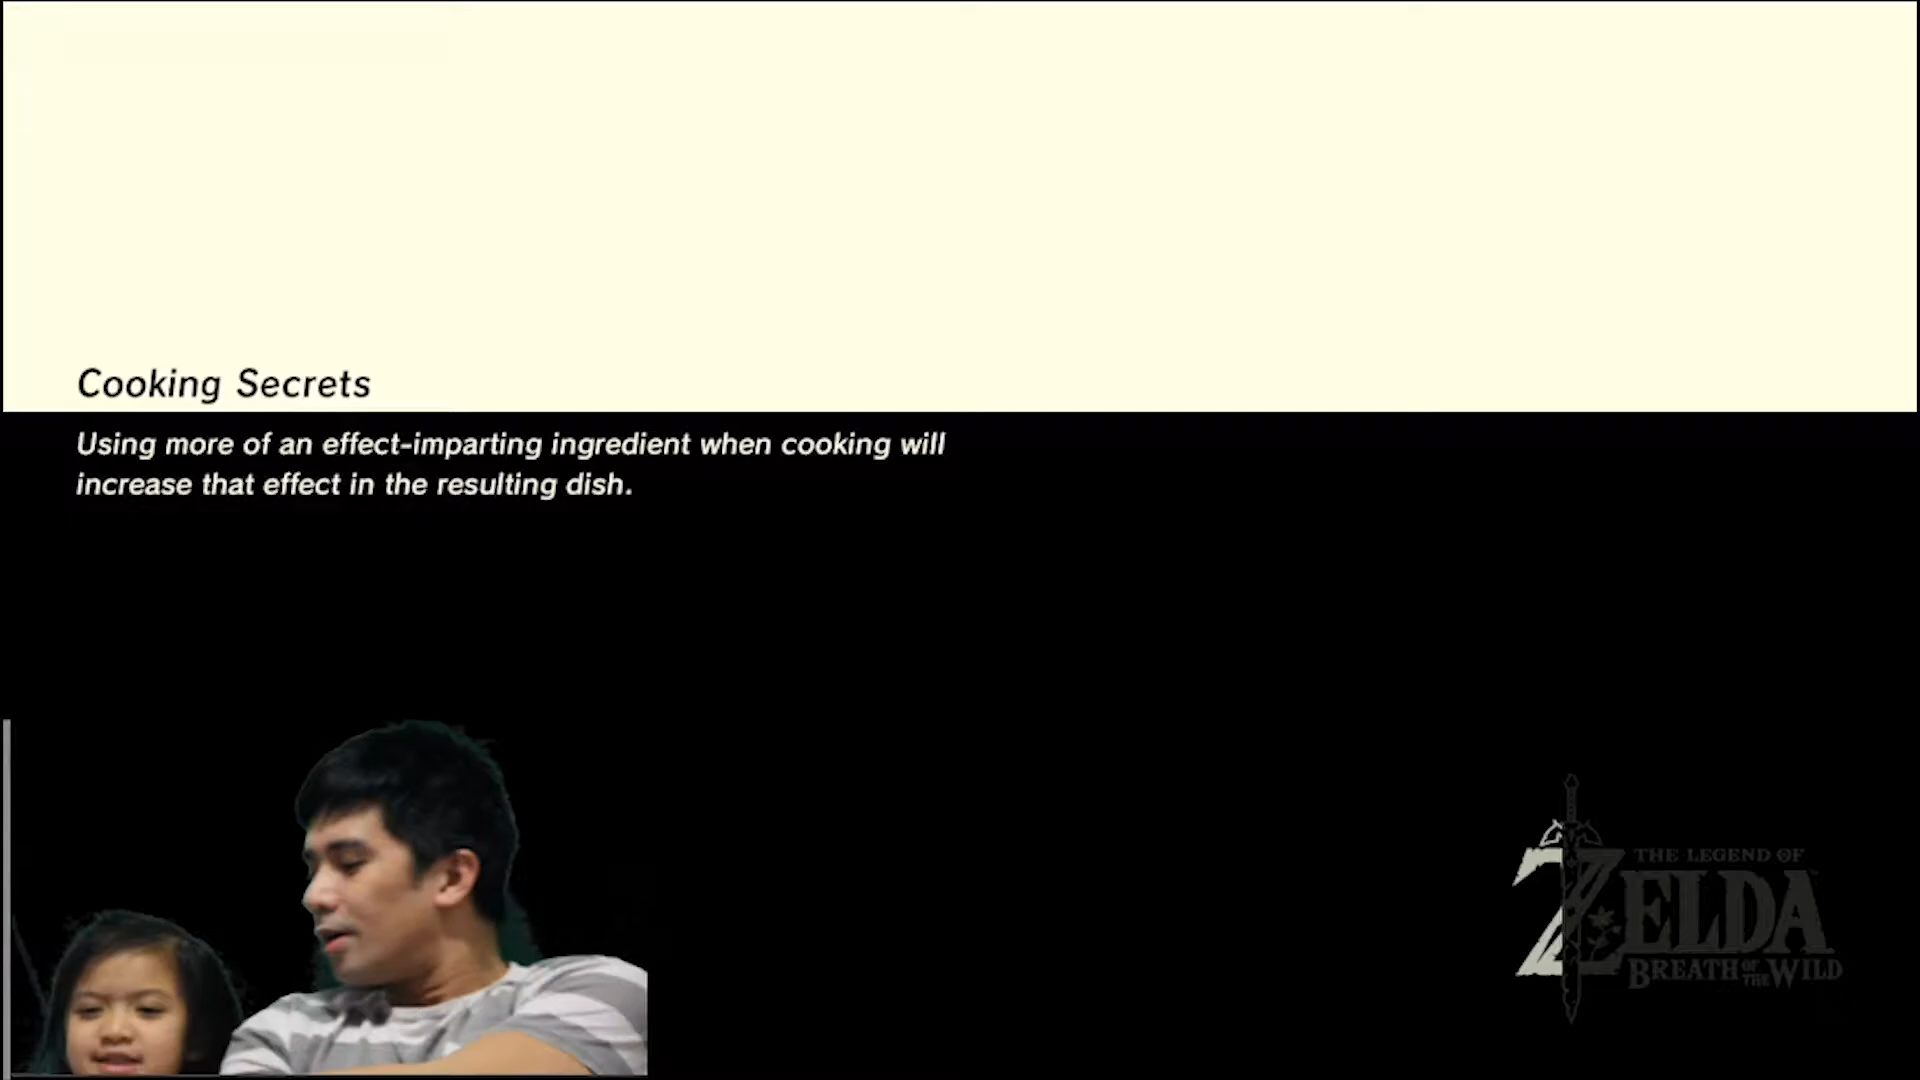 Cooking Secrets
Using more of an effect-imparting ingredient when cooking will
increase that effect in the resulting dish.
THE LEGEND OF
ZELDA
BREATH OF THE WILD